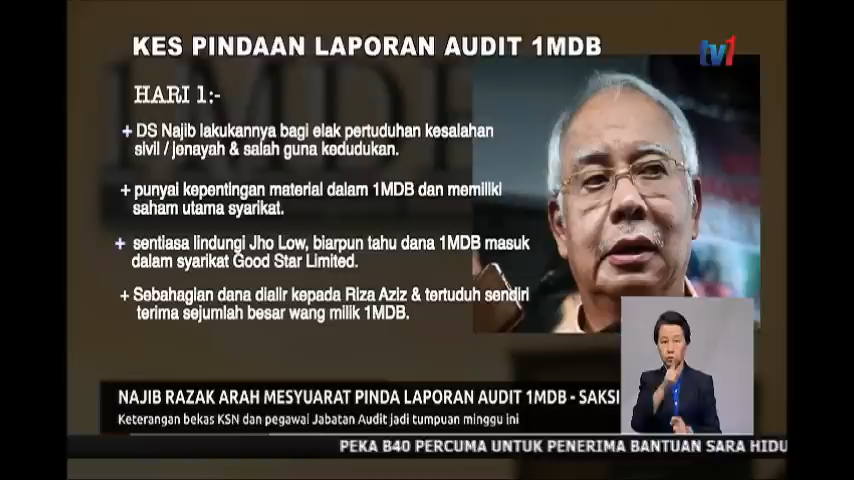 KES PINDAAN LAPORAN AUDIT 1MDB
tv1
HARI 1:-
+ DS Najib lakukannya bagi elak pertuduhan kesalahan
sivil / jenayah & salah guna kedudukan.
+ punyai kepentingan material dalam 1MDB dan memiliki
saham utama syarikat.
+ sentiasa lindungi Jho Low, biarpun tahu dana 1MDB masuk
dalam syarikat Good Star Limited.
+ Sebahagian dana dialir kepada Riza Aziz & tertuduh sendiri
terima sejumlah besar wang milik 1MDB.
NAJIB RAZAK ARAH MESYUARAT PINDA LAPORAN AUDIT 1MDB - SAKSI
Keterangan bekas KSN dan pegawai Jabatan Audit jadi tumpuan minggu ini
PEKA B40 PERCUMA UNTUK PENERIMA BANTUAN SARA HIDU